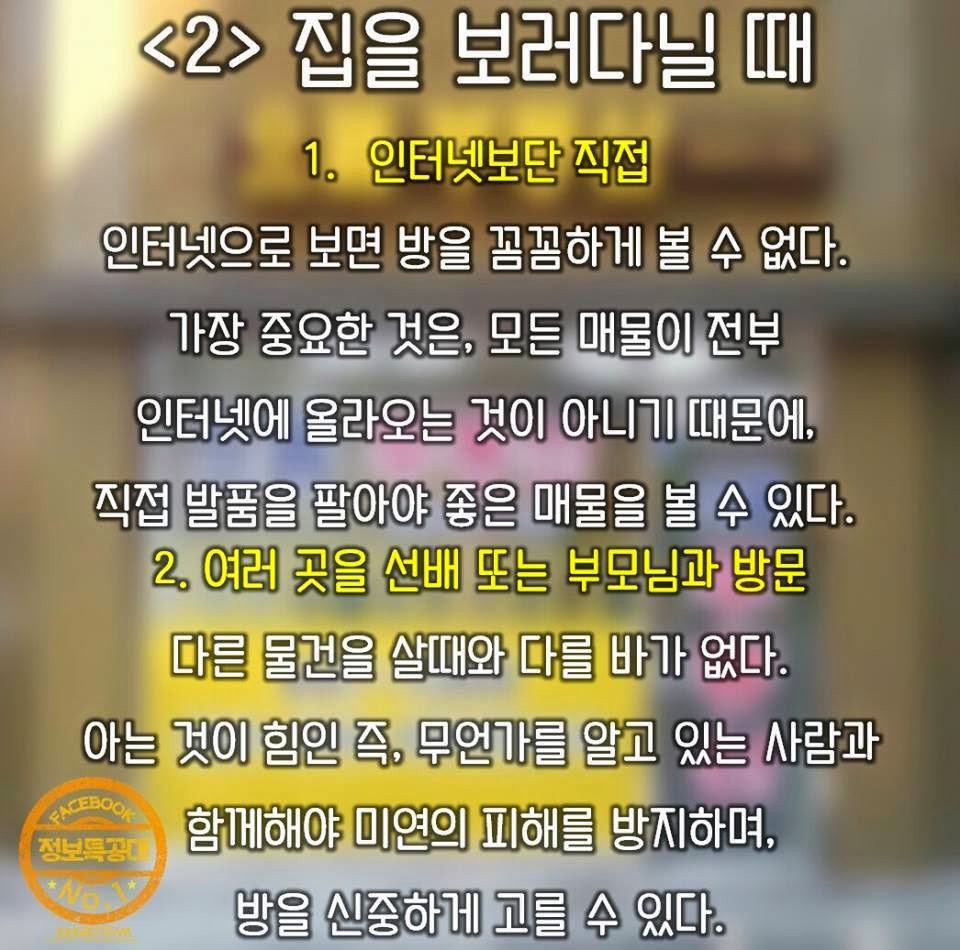 <2> 집을 보러다닐 때
1. 인터넷보단 직접
인터넷으로 보면 방을 꼼꼼하게 볼 수 없다.
가장 중요한 것은, 모든 매물이 전부
인터넷에 올라오는 것이 아니기 때문에,
직접 발품을 팔아야 좋은 매물을 볼 수 있다.
2. 여러 곳을 선배 또는 부모님과 방문
다른 물건을 살때와 다를 바가 없다.
아는 것이 힘인 즉, 무언가를 알고 있는 사람과
함께해야 미연의 피해를 방지하며,
방을 신중하게 고를 수 있다.
FACEBOOK
정보특공대
No.1